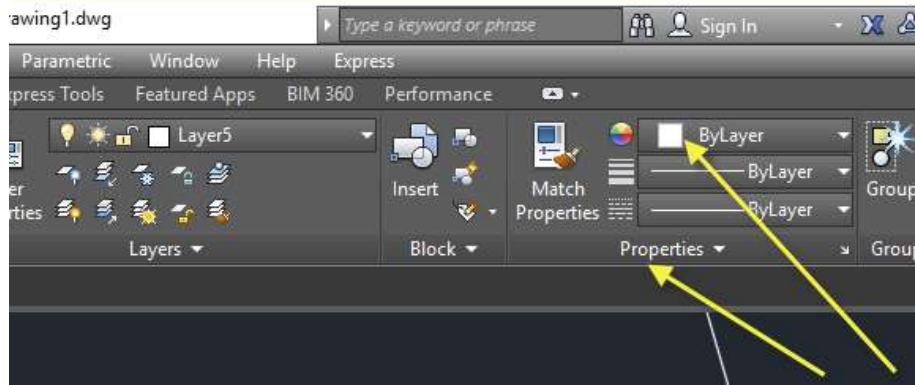 rawing1.dwg
Type a keyword or phrase
Sign In
Parametric Window Help Express
xpress Tools Featured Apps BIM 360 Performance
Layer5
ByLayer
ByLayer
ByLayer
er
rties
Insert
Match
Properties
Group
Layers
Block
Properties
Grou